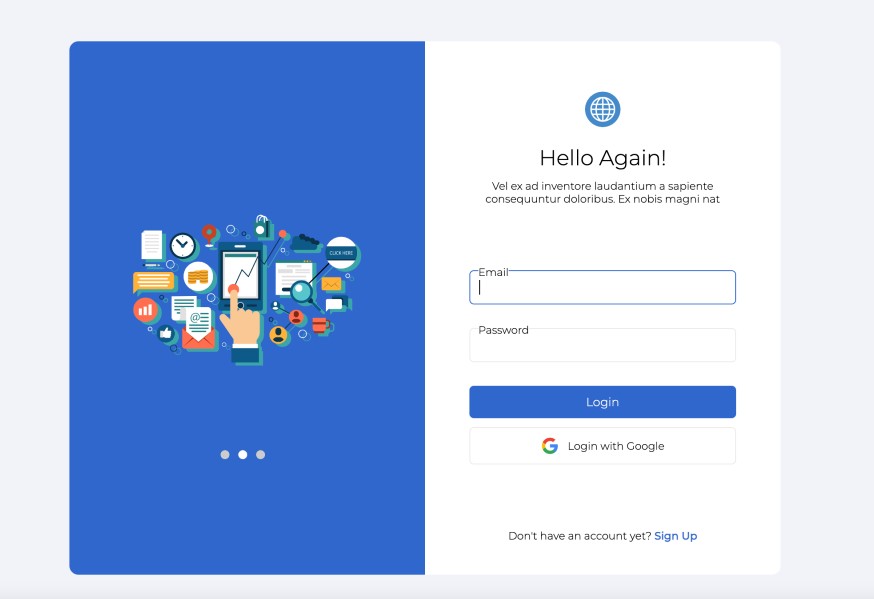 CLICK HERE
@
Hello Again!
Vel ex ad inventore laudantium a sapiente
consequuntur doloribus. Ex nobis magni nat
Email
Password
Login
Login with Google
Don't have an account yet? Sign Up